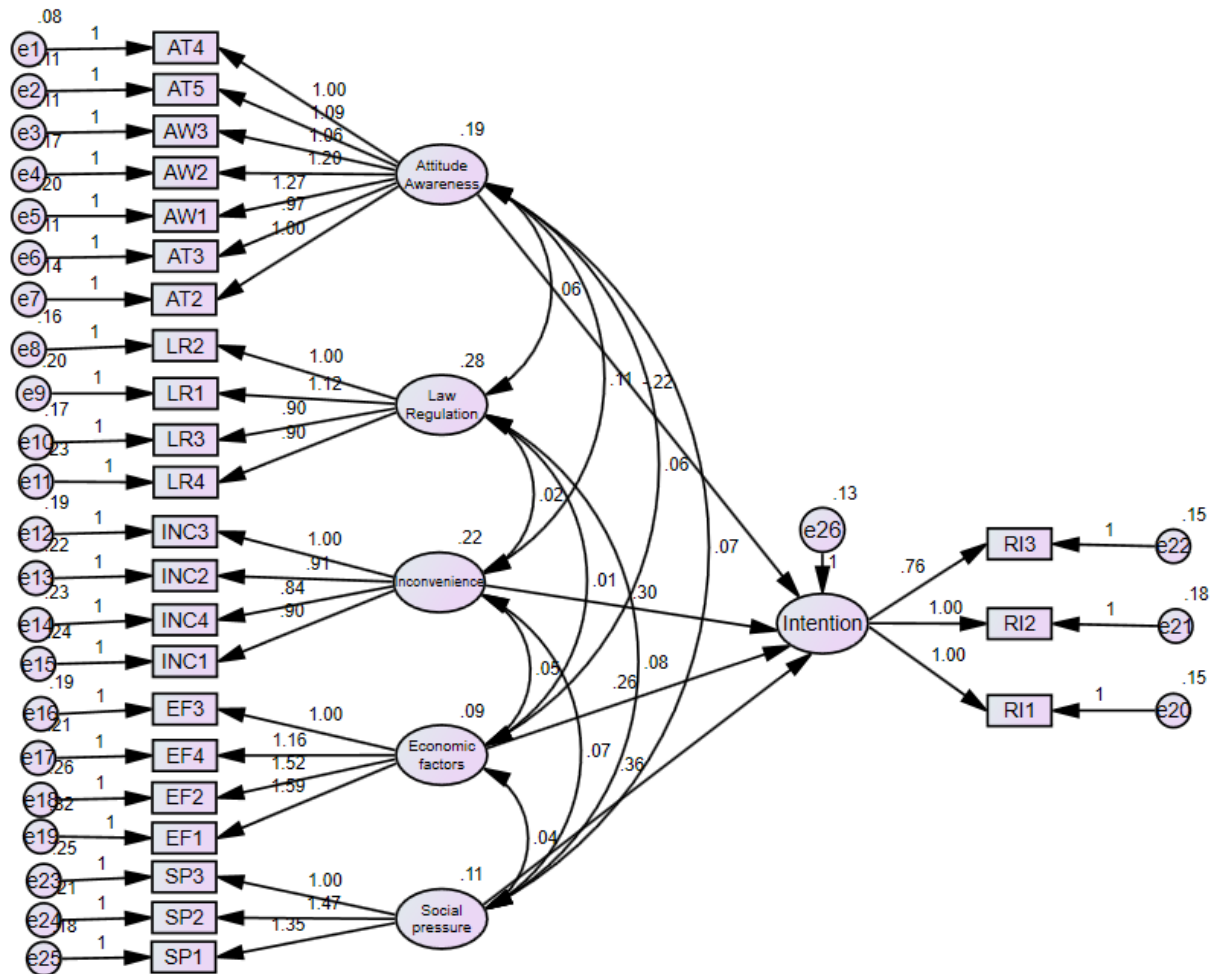 .08
e1
1
AT4
.11
e2
1
AT5
.11
e3
1
AW3
.17
e4
1
AW2
.20
e5
1
AW1
.11
e6
1
AT3
.14
e7
1
AT2
1.00
1.09
1.06
1.20
1.27
.97
1.00
.19
Attitude
Awareness
.16
e8
1
LR2
.20
e9
1
LR1
.17
e10
1
LR3
.23
e11
1
LR4
1.00
1.12
.90
.90
.28
Law
Regulation
.19
e12
1
INC3
.22
e13
1
INC2
.23
e14
1
INC4
.24
e15
1
INC1
1.00
.91
.84
.90
.22
Inconvenience
.19
e16
1
EF3
.21
e17
1
EF4
.26
e18
1
EF2
.32
e19
1
EF1
1.00
1.16
1.52
1.59
.09
Economic
factors
.25
e23
1
SP3
.21
e24
1
SP2
.18
e25
1
SP1
1.00
1.47
1.35
.11
Social
pressure
.06
.11
-.22
.06
.02
.07
.01
.30
.05
.26
.08
.07
.36
.04
.13
e26
1
Intention
.76
1.00
1.00
RI3
1
.15
e22
RI2
1
.18
e21
RI1
1
.15
e20